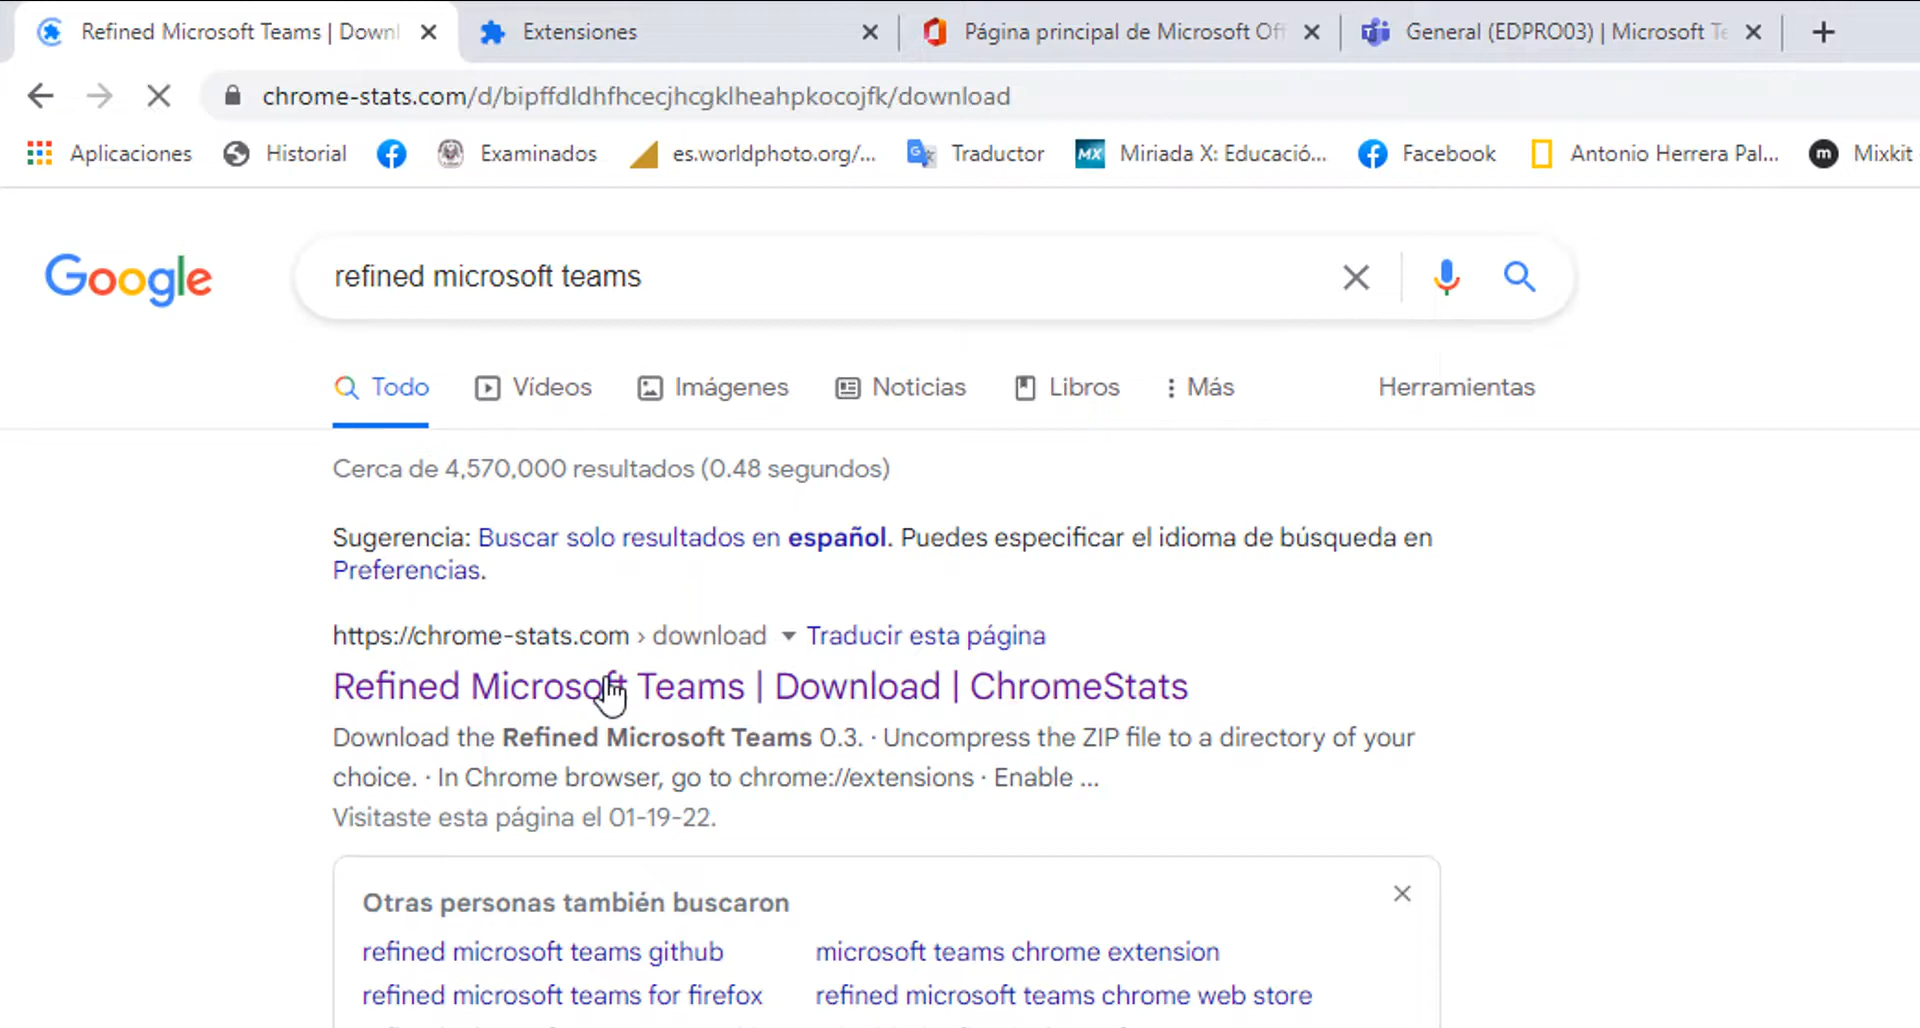 Refined Microsoft Teams | Downl
Extensiones
Página principal de Microsoft Off
General (EDPRO03) | Microsoft Te
chrome-stats.com/d/bipffdldhfhcecjhcgklheahpkocojfk/download
Aplicaciones
Historial
Examinados
es.worldphoto.org/...
Traductor
MX
Miriada X: Educació...
Facebook
Antonio Herrera Pal...
m
Mixkit
Google
refined microsoft teams
Todo
Vídeos
Imágenes
Noticias
Libros
Más
Herramientas
Cerca de 4,570,000 resultados (0.48 segundos)
Sugerencia: Buscar solo resultados en español. Puedes especificar el idioma de búsqueda en
Preferencias.
https://chrome-stats.com › download
Traducir esta página
Refined Microsoft Teams | Download | ChromeStats
Download the Refined Microsoft Teams 0.3. · Uncompress the ZIP file to a directory of your
choice. · In Chrome browser, go to chrome://extensions · Enable ...
Visitaste esta página el 01-19-22.
Otras personas también buscaron
refined microsoft teams github
microsoft teams chrome extension
refined microsoft teams for firefox
refined microsoft teams chrome web store